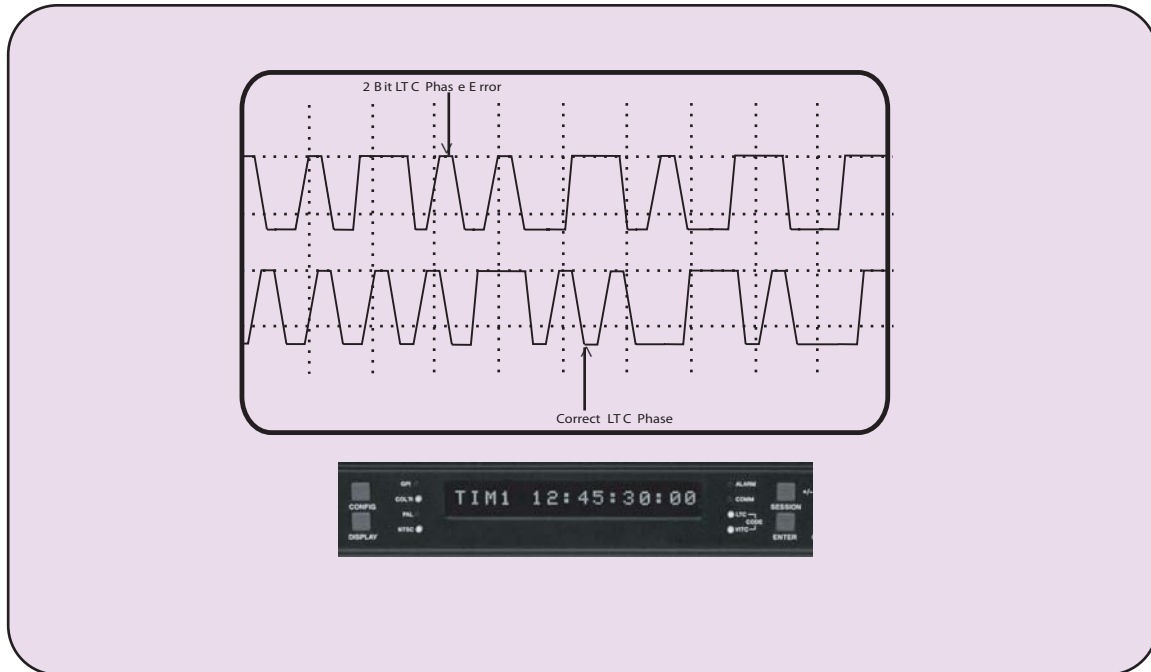 2 Bit LTC Phase Error
Correct LTC Phase
GPI
COLTR
PAL
NTSC
CONFIG
DISPLAY
TIM1 12:45:30:00
ALARM
COMM
LTC
CODE
VITC
SESSION
ENTER
+/-